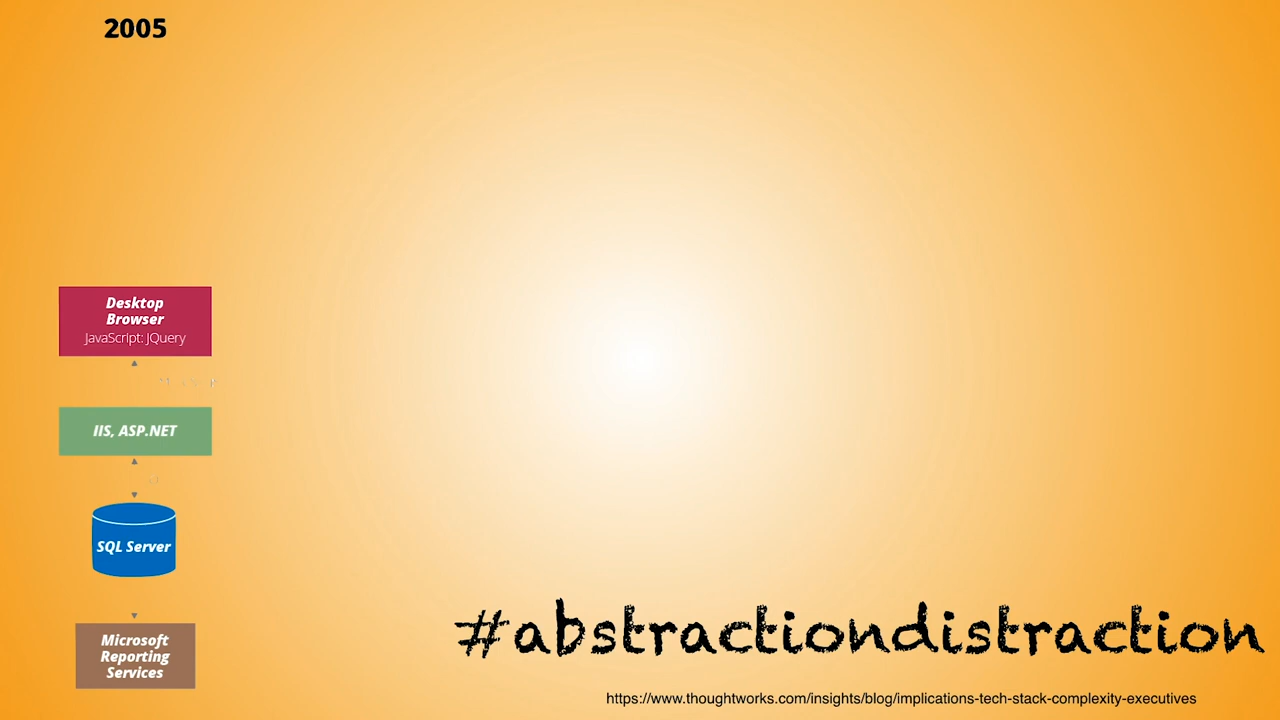 2005
Desktop
Browser
JavaScript: JQuery
IIS, ASP.NET
SQL Server
Microsoft
Reporting
Services
#abstractiondistraction
https://www.thoughtworks.com/insights/blog/implications-tech-stack-complexity-executives